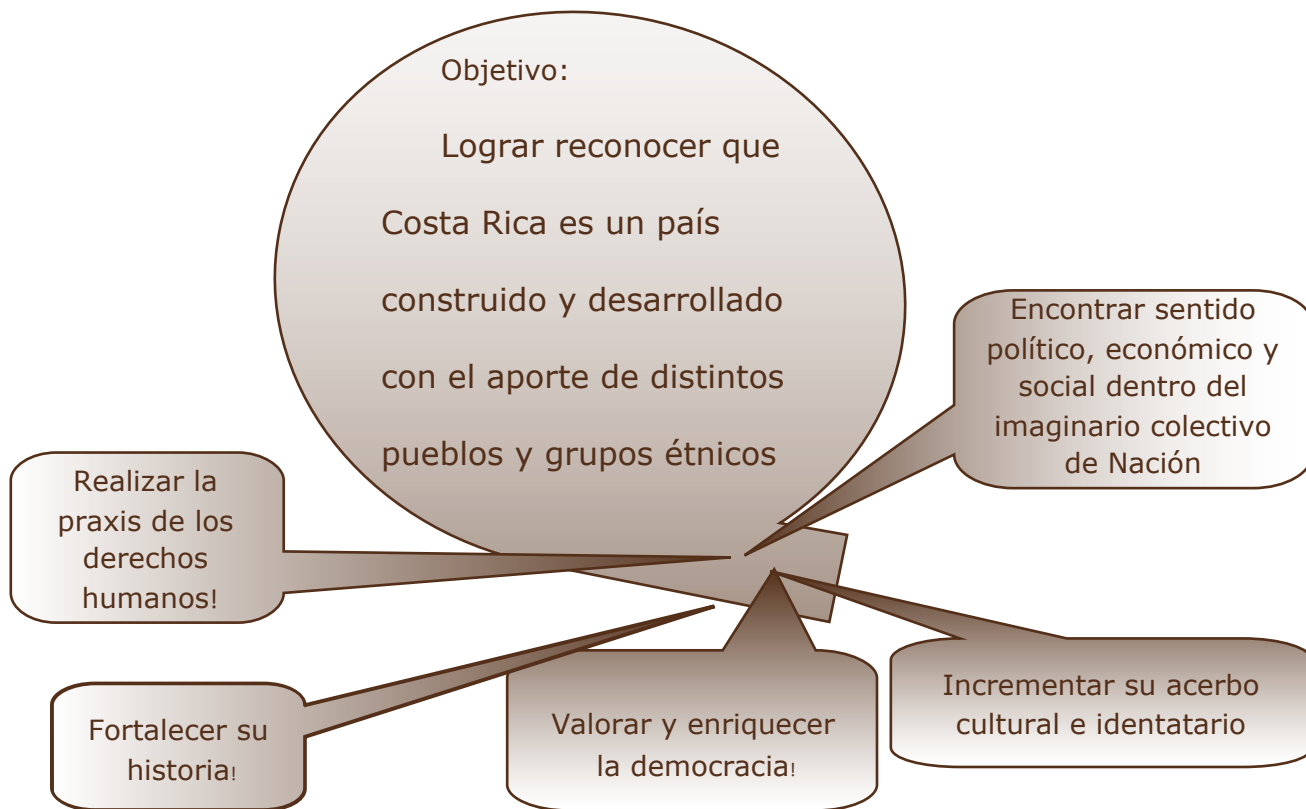 Objetivo:
Lograr reconocer que
Costa Rica es un país
construido y desarrollado
con el aporte de distintos
pueblos y grupos étnicos
Encontrar sentido
político, económico y
social dentro del
imaginario colectivo
de Nación
Realizar la
praxis de los
derechos
humanos!
Fortalecer su
historia!
Valorar y enriquecer
la democracia!
Incrementar su acerbo
cultural e identatario